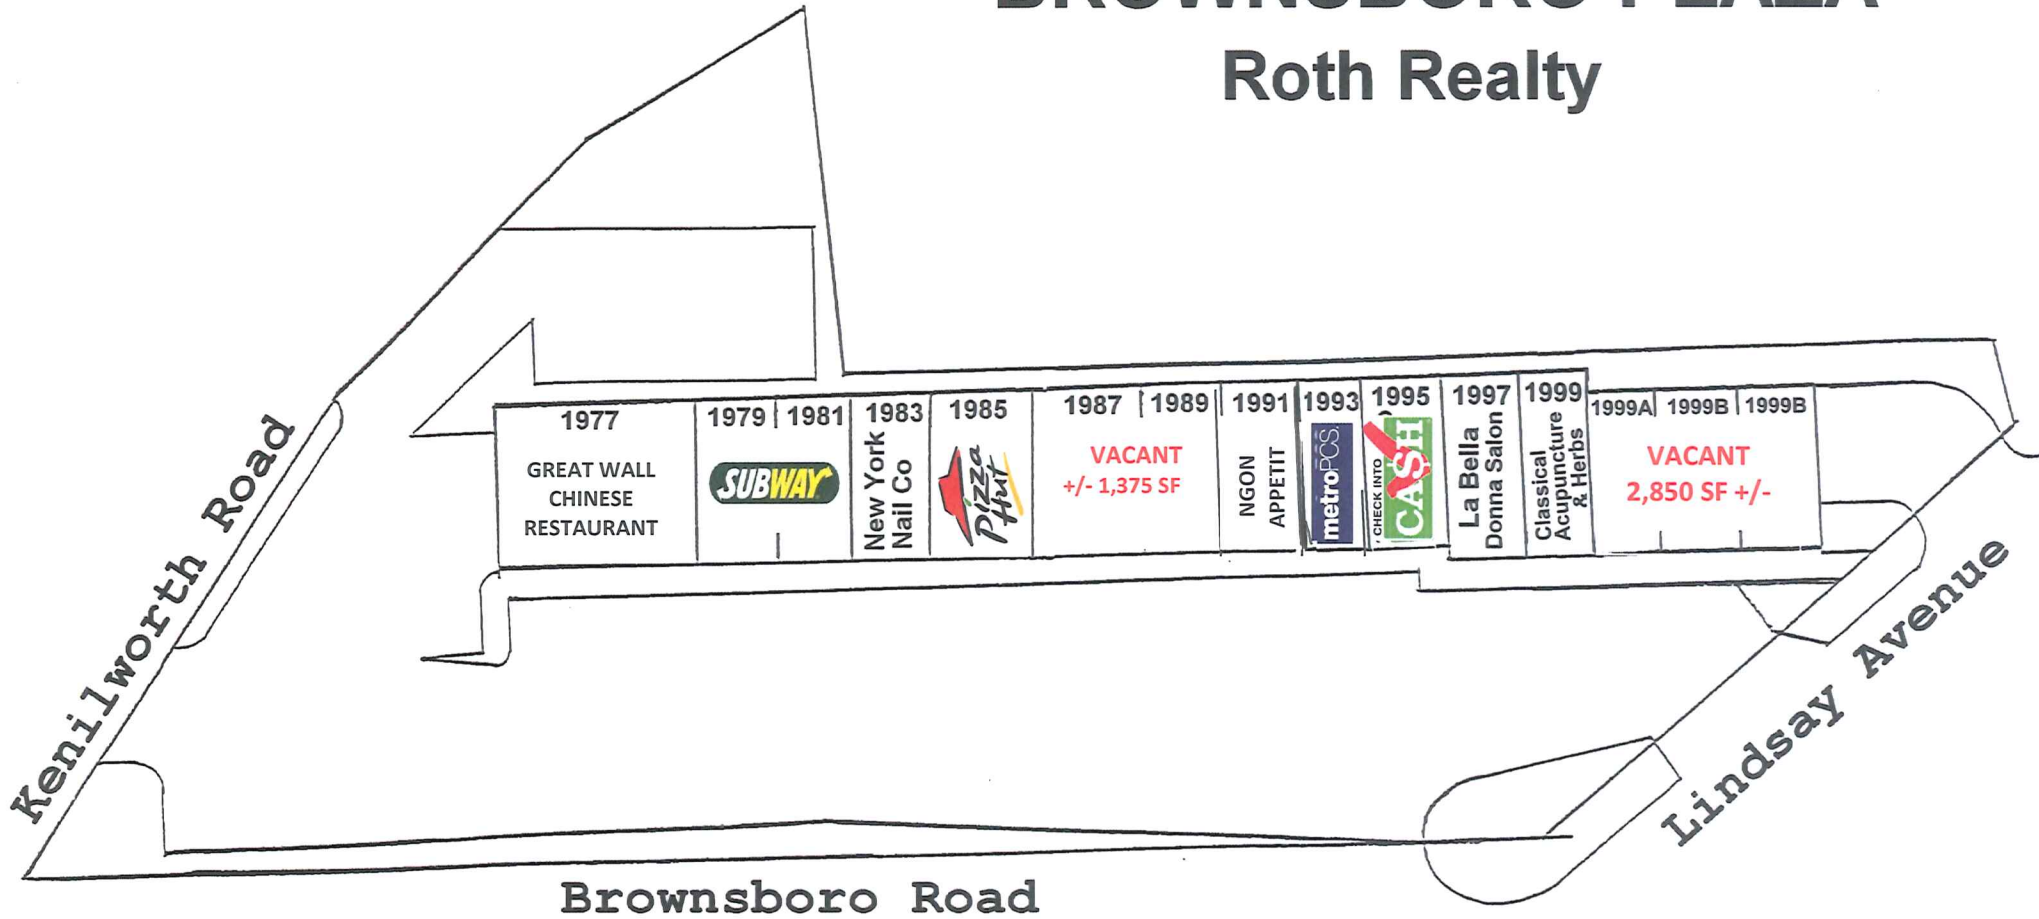 BROWNSBORO PLAZA
Roth Realty
1977
GREAT WALL
CHINESE
RESTAURANT
1979
1981
SUBWAY
1983
New York
Nail Co
1985
Pizza
Hut
1987
1989
VACANT
+/- 1,375 SF
1991
NGON
APPETIT
1993
metroPCS.
1995
CHECK INTO
CASH
1997
La Bella
Donna Salon
1999
Classical
Acupuncture
& Herbs
1999A
1999B
1999B
VACANT
2,850 SF +/-
Kenilworth Road
Lindsay Avenue
Brownsboro Road